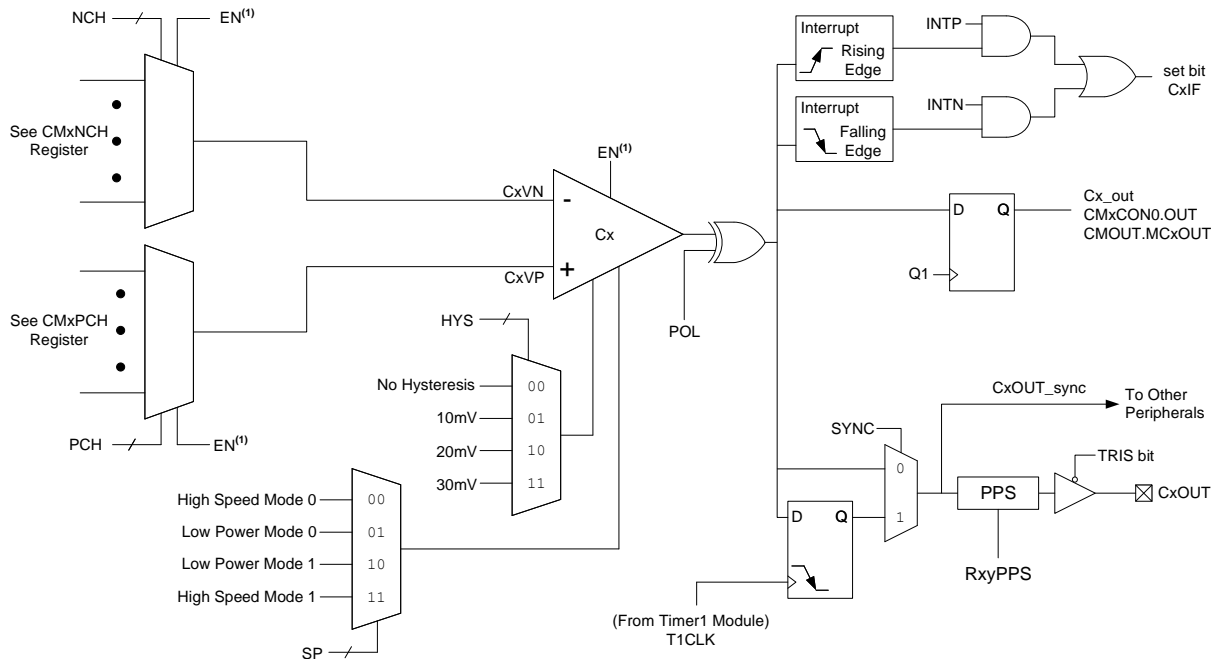 NCH
EN(1)
See CMxNCH
Register
CxVN
-
EN(1)
Cx
+
CxVP
See CMxPCH
Register
PCH
EN(1)
HYS
No Hysteresis
00
10mV
01
20mV
10
30mV
11
High Speed Mode 0
00
Low Power Mode 0
01
Low Power Mode 1
10
High Speed Mode 1
11
SP
POL
Interrupt
Rising
Edge
INTP
Interrupt
Falling
Edge
INTN
set bit
CxIF
D
Q
Q1
Cx_out
CMxCON0.OUT
CMOUT.MCxOUT
CxOUT_sync
To Other
Peripherals
SYNC
0
1
D
Q
(From Timer1 Module)
T1CLK
PPS
RxyPPS
TRIS bit
CxOUT